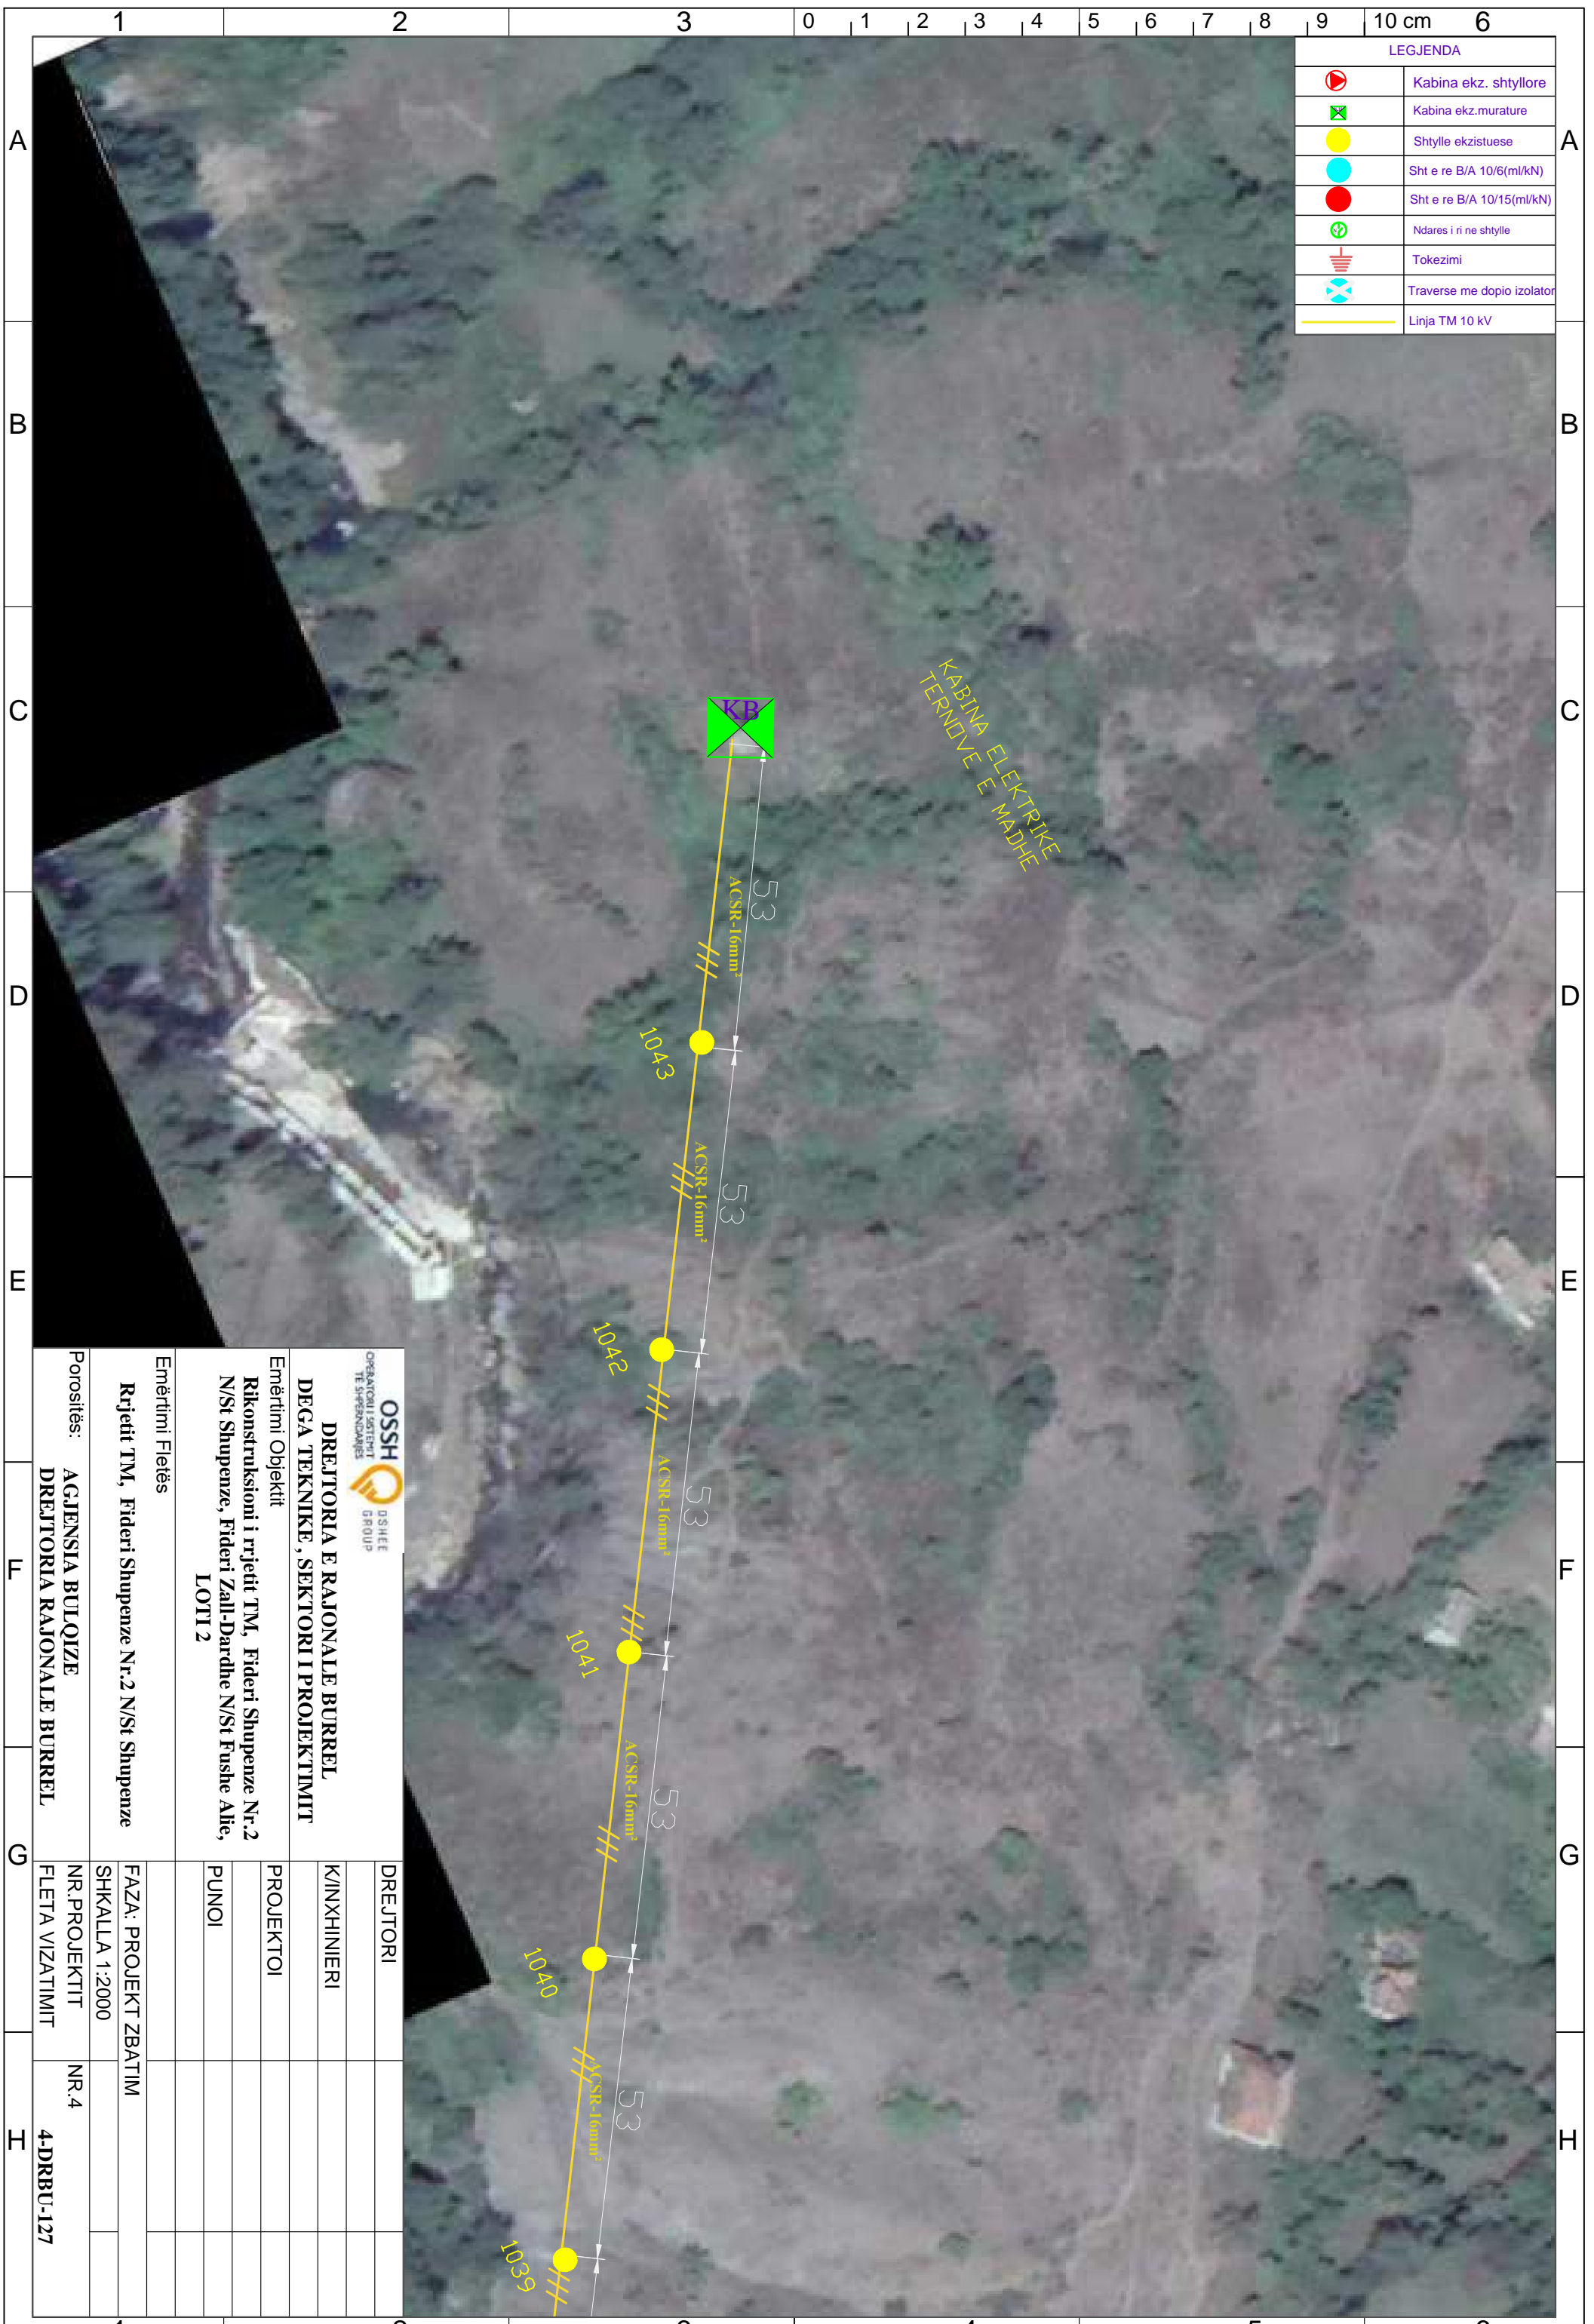 1 2 3 0 1 2 3 4 5 6 7 8 9 10 cm 6
LEGJENDA
Kabina ekz. shtyllore
Kabina ekz.murature
Shtylle ekzistuese
Sht e re B/A 10/6(ml/kN)
Sht e re B/A 10/15(ml/kN)
Ndares i ri ne shtylle
Tokezimi
Traverse me dopio izolator
Linja TM 10 kV
A A
B B
C C
D D
E E
F F
G G
H H
KB
KABINA ELEKTRIKE
TERNOVE E MADHE
53
ACSR-16mm²
1043
53
ACSR-16mm²
1042
53
ACSR-16mm²
1041
53
ACSR-16mm²
1040
53
ACSR-16mm²
1039
OSSH
OPERATORI I SISTEMIT
TË SHPËRNDARJES
OSHEE
GROUP
DREJTORIA E RAJONALE BURREL
DEGA TEKNIKE , SEKTORI I PROJEKTIMIT
Emërtimi Objektit
Rikonstruksioni i rrjetit TM, Fideri Shupenze Nr.2
N/St Shupenze, Fideri Zall-Dardhe N/St Fushe Alie,
LOTI 2
Emërtimi Fletës
Rrjetit TM, Fideri Shupenze Nr.2 N/St Shupenze
Porositës:
AGJENSIA BULQIZE
DREJTORIA RAJONALE BURREL
DREJTORI
K/INXHINIERI
PROJEKTOI
PUNOI
FAZA: PROJEKT ZBATIM
SHKALLA 1:2000
NR.PROJEKTIT NR.4
FLETA VIZATIMIT 4-DRBU-127